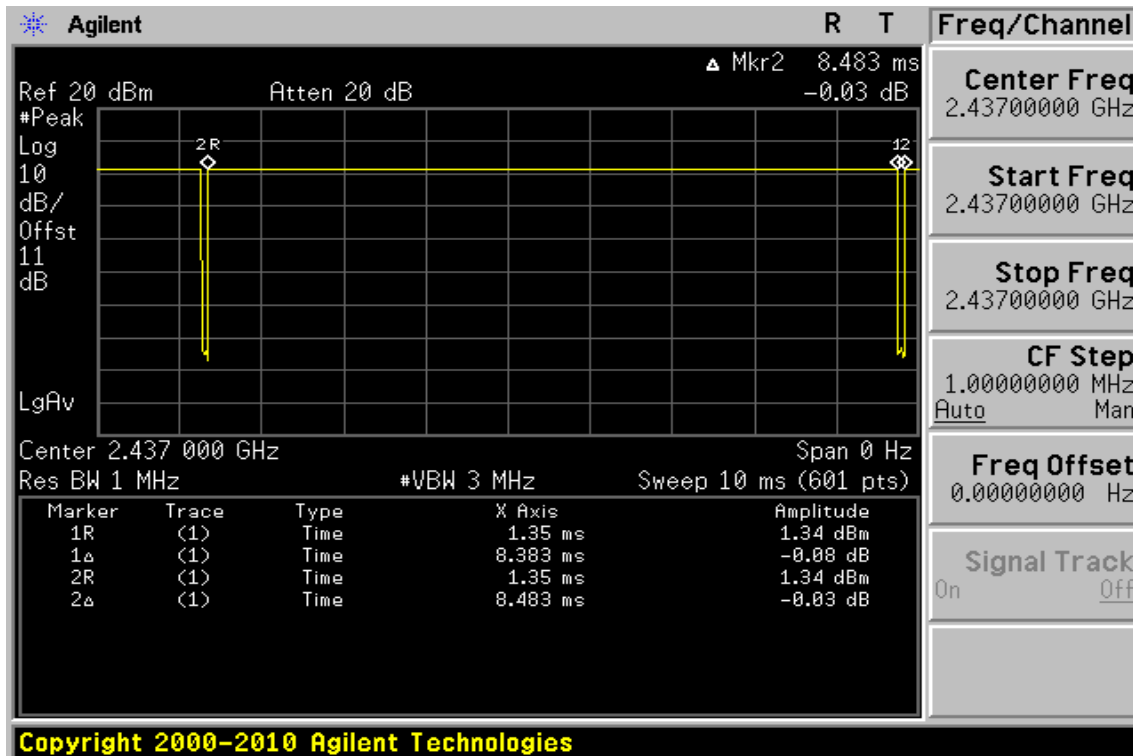 Agilent R T
Freq/Channel
▵ Mkr2 8.483 ms
Ref 20 dBm Atten 20 dB -0.03 dB
#Peak
Log
10
dB/
Offst
11
dB
LgAv
2R
12
Center 2.437 000 GHz Span 0 Hz
Res BW 1 MHz #VBW 3 MHz Sweep 10 ms (601 pts)
Marker Trace Type X Axis Amplitude
1R (1) Time 1.35 ms 1.34 dBm
1▵ (1) Time 8.383 ms -0.08 dB
2R (1) Time 1.35 ms 1.34 dBm
2▵ (1) Time 8.483 ms -0.03 dB
Center Freq
2.43700000 GHz
Start Freq
2.43700000 GHz
Stop Freq
2.43700000 GHz
CF Step
1.00000000 MHz
Auto Man
Freq Offset
0.00000000 Hz
Signal Track
On Off
Copyright 2000-2010 Agilent Technologies